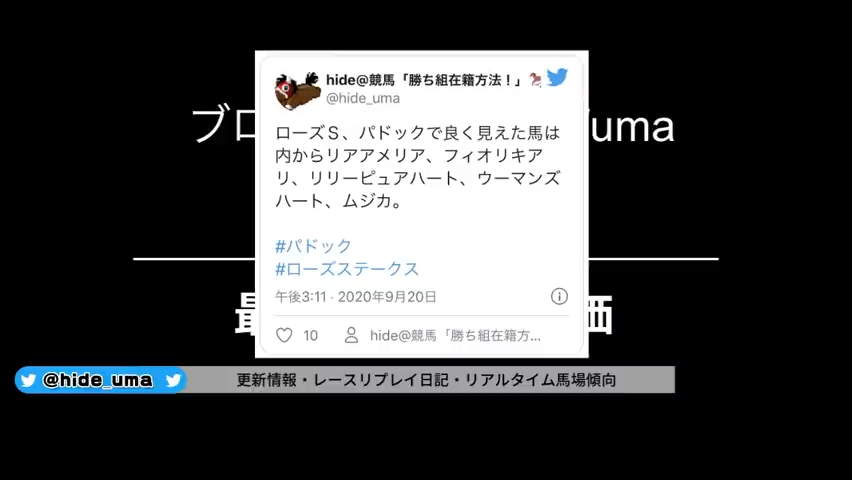 hide@競馬「勝ち組在籍方法！」
@hide_uma
ブロ
uma
ローズＳ、パドックで良く見えた馬は
内からリアアメリア、フィオリキア
リ、リリーピュアハート、ウーマンズ
ハート、ムジカ。
#パドック
#ローズステークス
午後3:11 · 2020年9月20日
価
10
hide@競馬「勝ち組在籍方...
@hide_uma
更新情報・レースリプレイ日記・リアルタイム馬場傾向